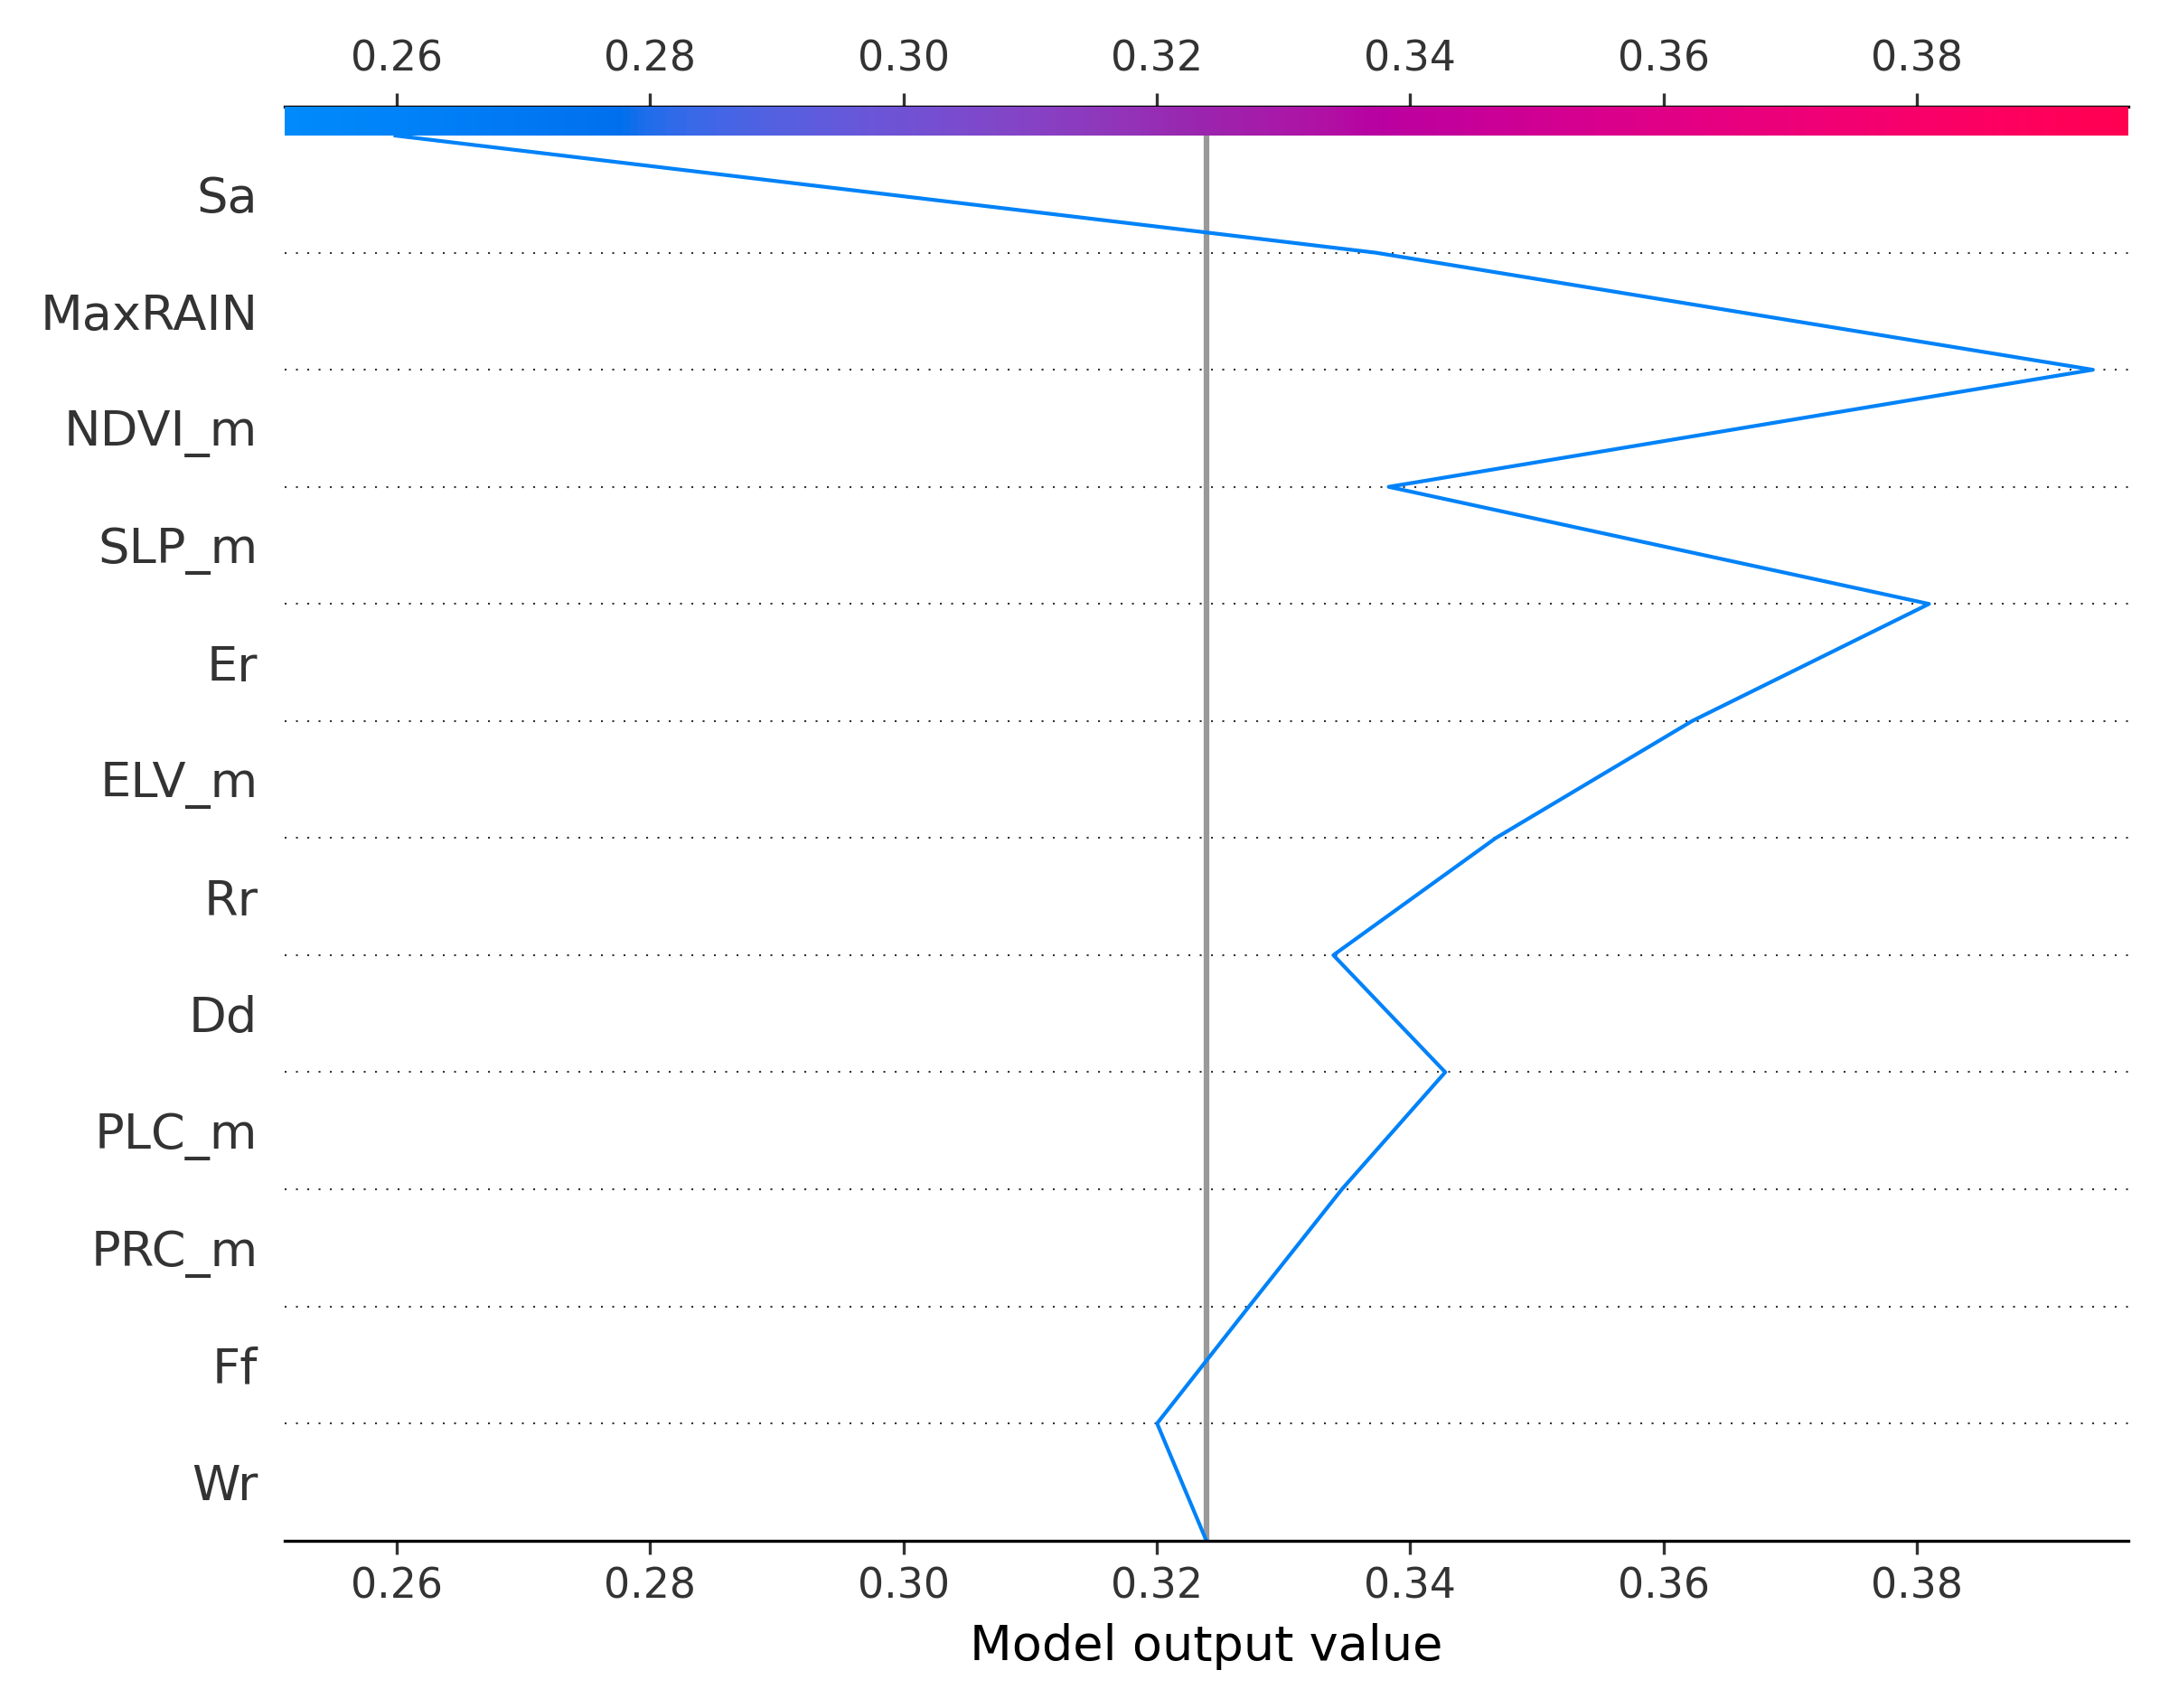 0.26 0.28 0.30 0.32 0.34 0.36 0.38
Sa
MaxRAIN
NDVI_m
SLP_m
Er
ELV_m
Rr
Dd
PLC_m
PRC_m
Ff
Wr
0.26 0.28 0.30 0.32 0.34 0.36 0.38
Model output value